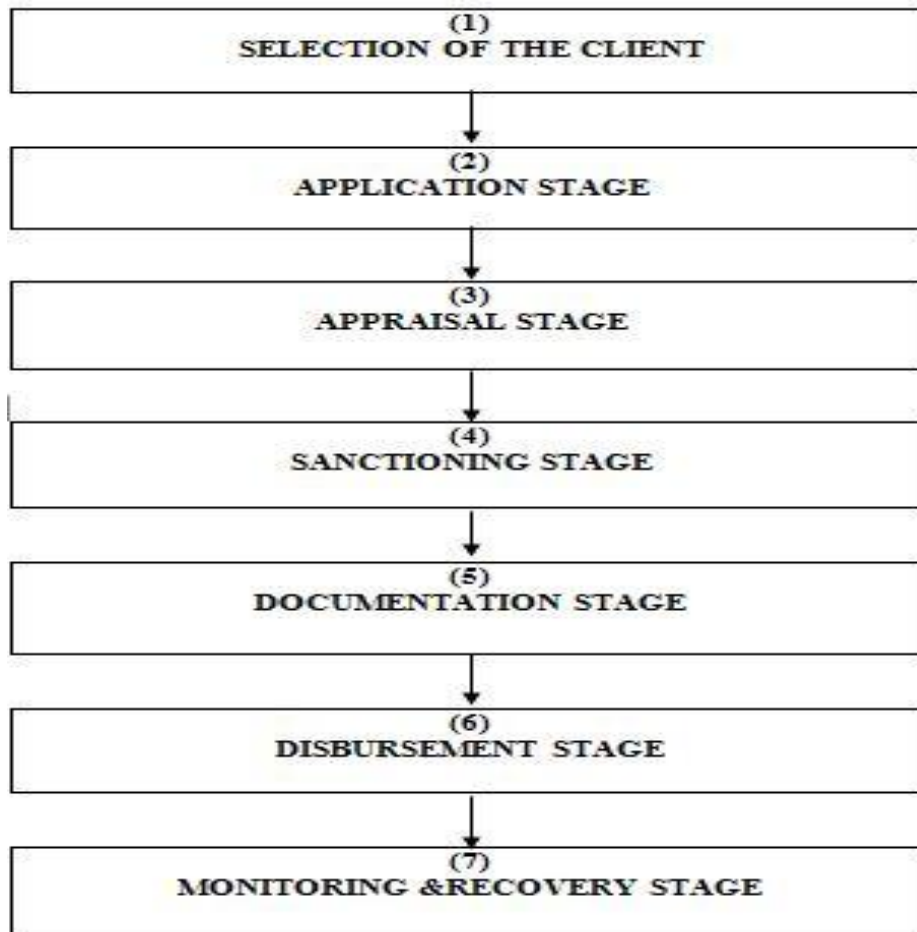 (1)
SELECTION OF THE CLIENT
(2)
APPLICATION STAGE
(3)
APPRAISAL STAGE
(4)
SANCTIONING STAGE
(5)
DOCUMENTATION STAGE
(6)
DISBURSEMENT STAGE
(7)
MONITORING &RECOVERY STAGE